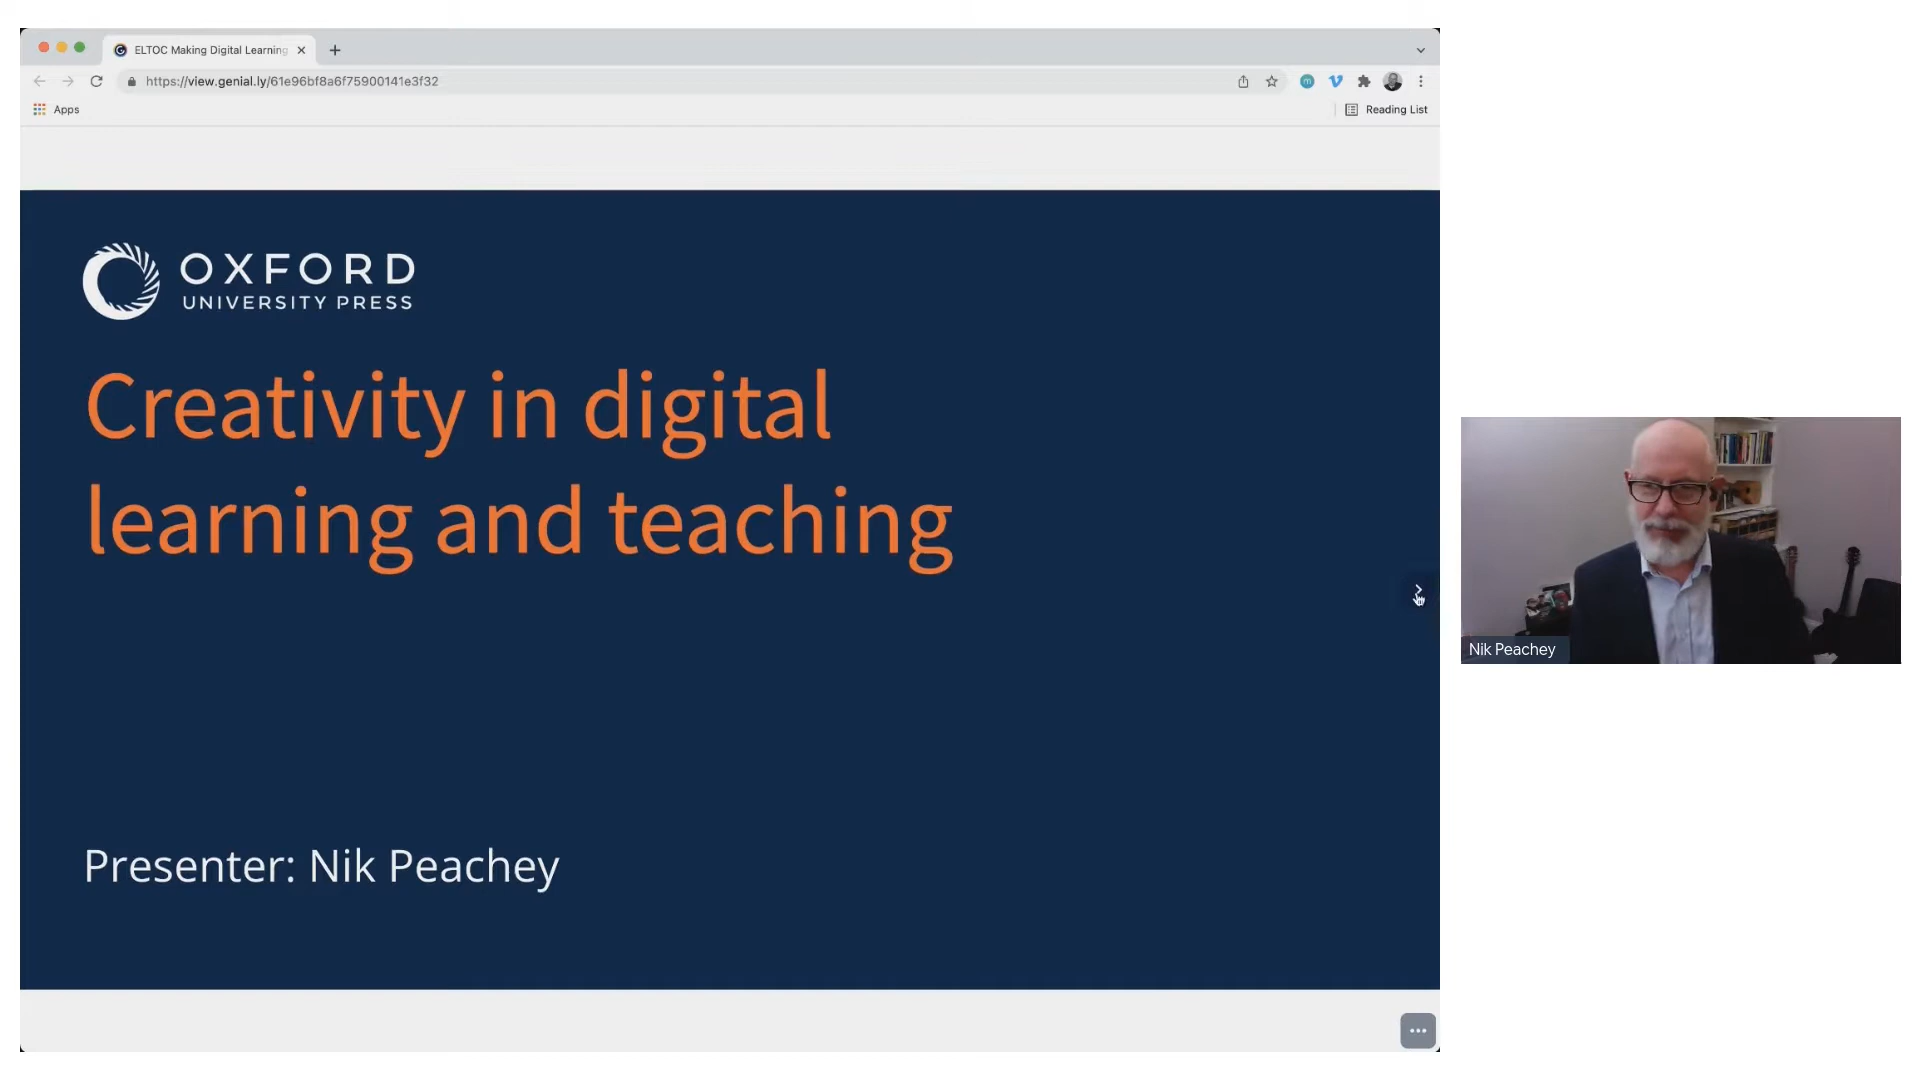 ELTOC Making Digital Learning
https://view.genial.ly/61e96bf8a6f75900141e3f32
Apps
Reading List
OXFORD
UNIVERSITY PRESS
Creativity in digital
learning and teaching
Presenter: Nik Peachey
Nik Peachey